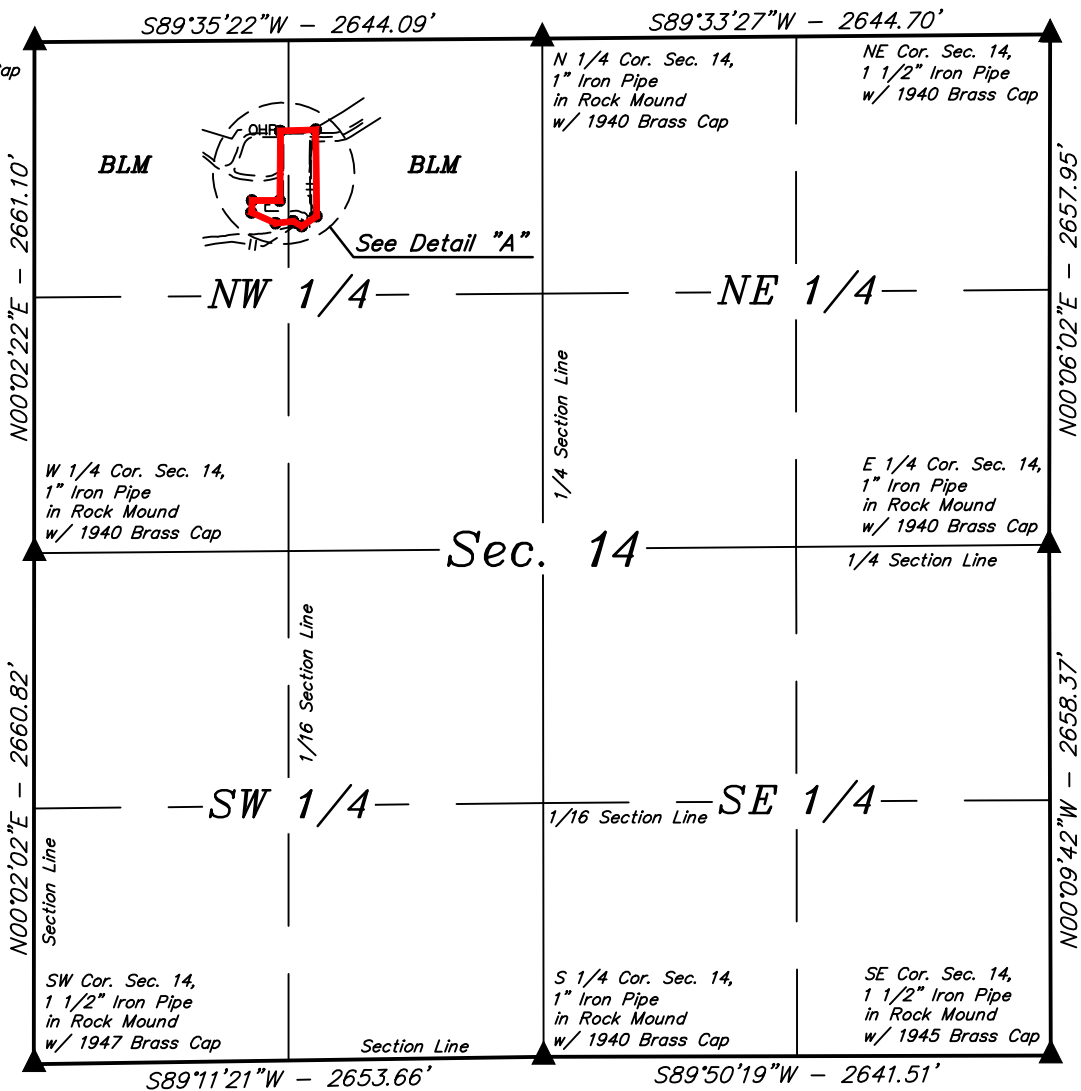 S89°35'22"W - 2644.09'
S89°33'27"W - 2644.70'
N 1/4 Cor. Sec. 14,
1" Iron Pipe
in Rock Mound
w/ 1940 Brass Cap
NE Cor. Sec. 14,
1 1/2" Iron Pipe
w/ 1940 Brass Cap
N00°02'22"E - 2661.10'
BLM
BLM
See Detail "A"
N00°06'02"E - 2657.95'
NW 1/4
NE 1/4
1/4 Section Line
W 1/4 Cor. Sec. 14,
1" Iron Pipe
in Rock Mound
w/ 1940 Brass Cap
E 1/4 Cor. Sec. 14,
1" Iron Pipe
in Rock Mound
w/ 1940 Brass Cap
Sec. 14
1/4 Section Line
1/16 Section Line
N00°02'02"E - 2660.82'
N00°09'42"W - 2658.37'
SW 1/4
SE 1/4
1/16 Section Line
Section Line
SW Cor. Sec. 14,
1 1/2" Iron Pipe
in Rock Mound
w/ 1947 Brass Cap
S 1/4 Cor. Sec. 14,
1" Iron Pipe
in Rock Mound
w/ 1940 Brass Cap
SE Cor. Sec. 14,
1 1/2" Iron Pipe
in Rock Mound
w/ 1945 Brass Cap
Section Line
S89°11'21"W - 2653.66'
S89°50'19"W - 2641.51'